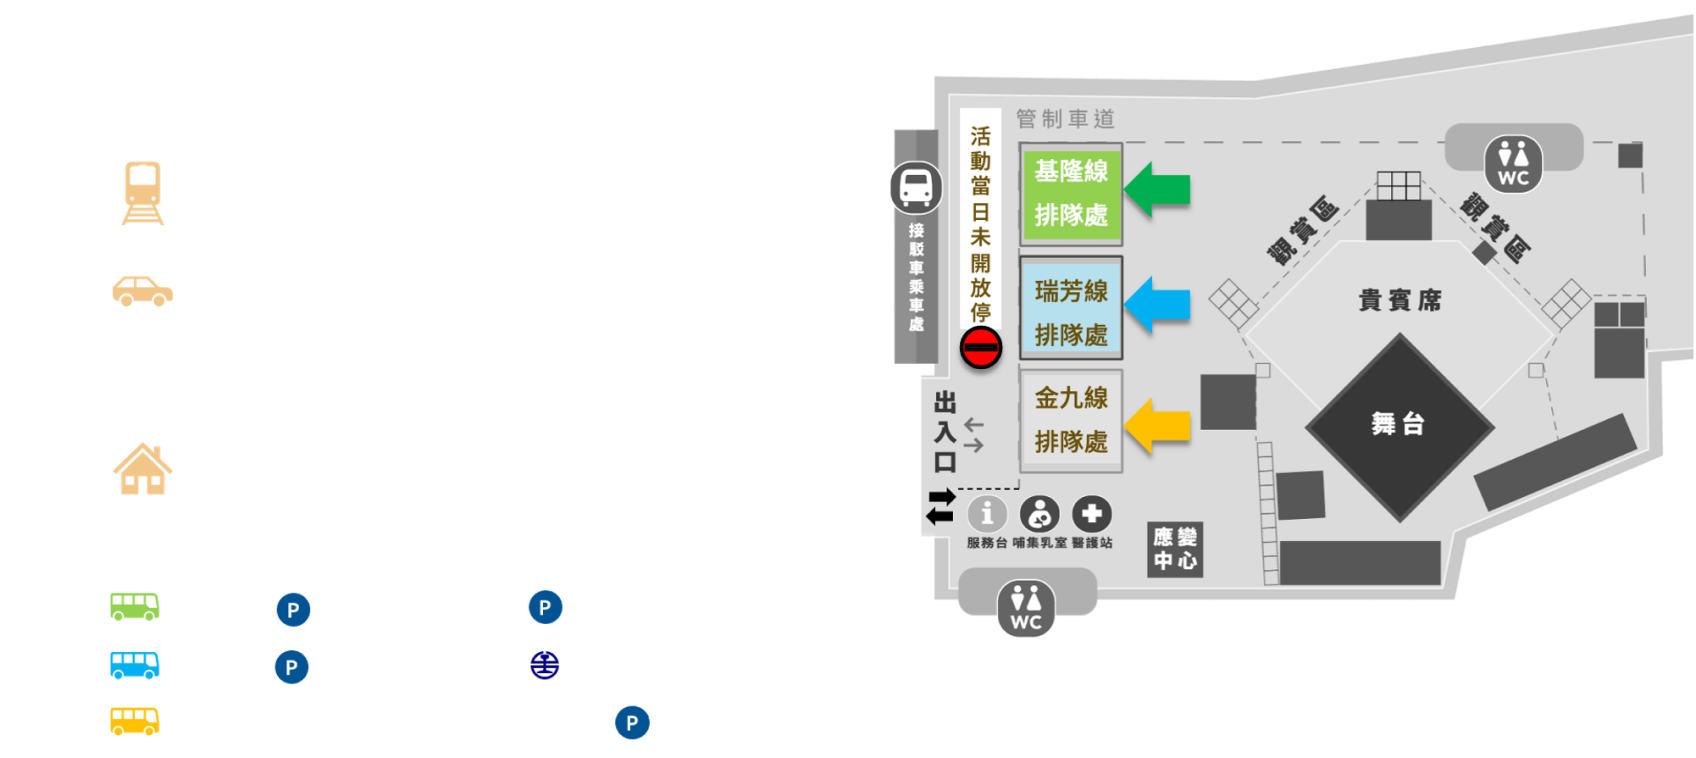 管制車道
活動當日未開放停
接駁車乘車處
基隆線
排隊處
瑞芳線
排隊處
金九線
排隊處
出入口
觀賞區
觀賞區
貴賓席
舞台
WC
服務台
哺集乳室
醫護站
應變
中心
WC
P
P
P
P